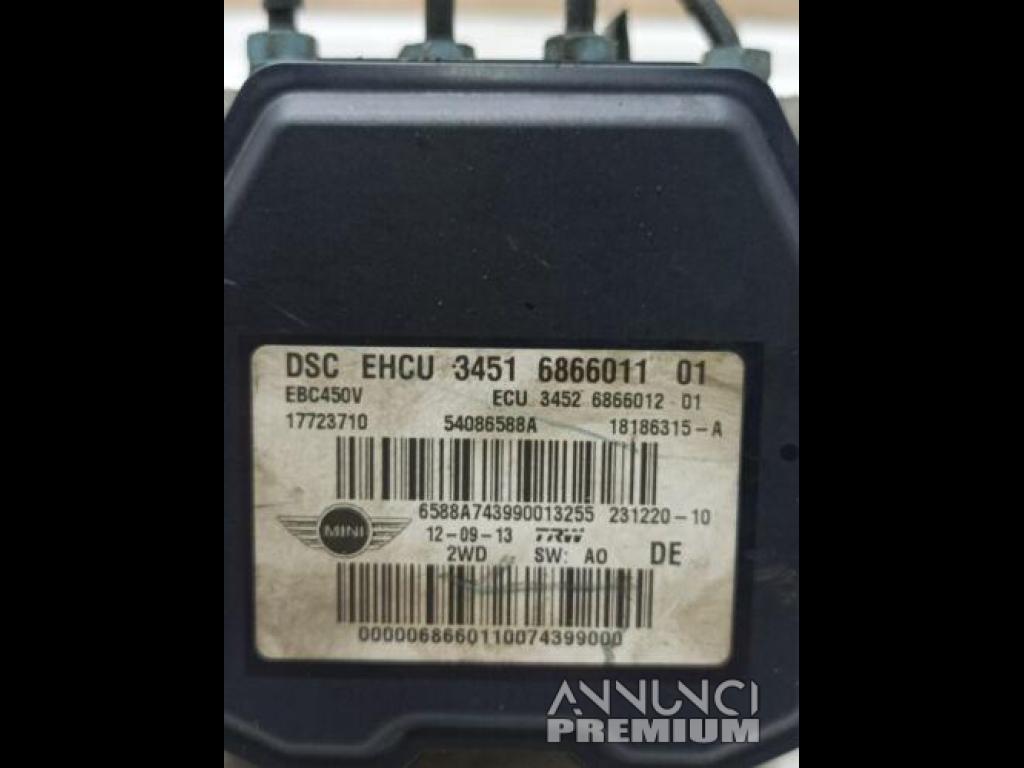 DSC EHCU 3451 6866011 01
EBC450V ECU 3452 6866012 01
17723710 54086588A 18186315-A
6588A743990013255 231220-10
MINI 12-09-13 TRW
2WD SW: A0 DE
0000068660110074399000
ANNUNCI
PREMIUM